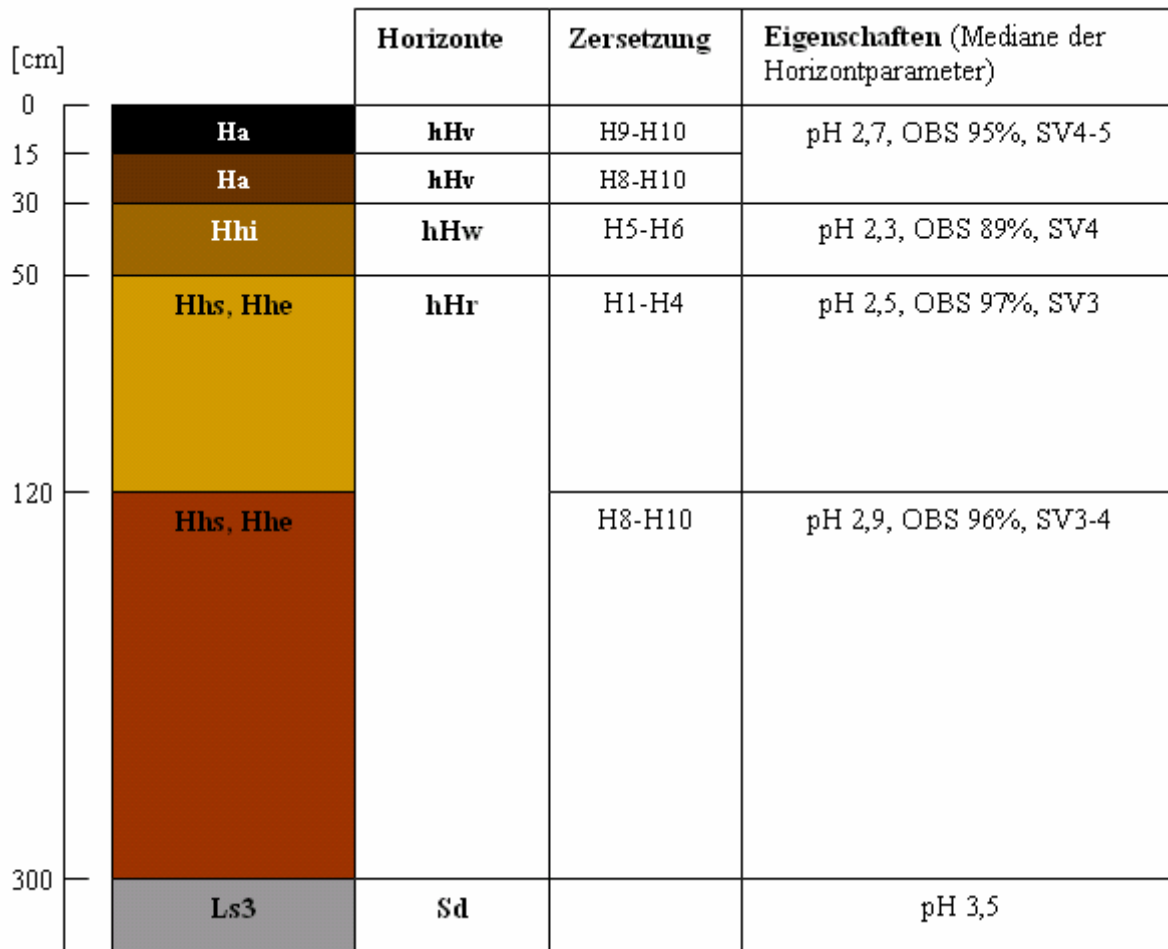 [cm]
Horizonte
Zersetzung
Eigenschaften (Mediane der
Horizontparameter)
0
Ha
hHv
H9-H10
pH 2,7, OBS 95%, SV4-5
15
Ha
hHv
H8-H10
30
Hhi
hHw
H5-H6
pH 2,3, OBS 89%, SV4
50
Hhs, Hhe
hHr
H1-H4
pH 2,5, OBS 97%, SV3
120
Hhs, Hhe
H8-H10
pH 2,9, OBS 96%, SV3-4
300
Ls3
Sd
pH 3,5